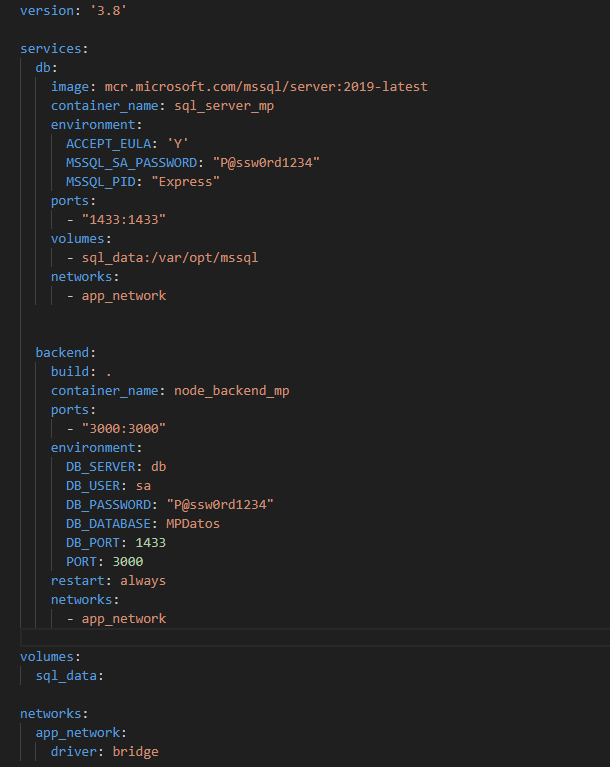 version: '3.8'
services:
db:
image: mcr.microsoft.com/mssql/server:2019-latest
container_name: sql_server_mp
environment:
ACCEPT_EULA: 'Y'
MSSQL_SA_PASSWORD: "P@ssw0rd1234"
MSSQL_PID: "Express"
ports:
- "1433:1433"
volumes:
- sql_data:/var/opt/mssql
networks:
- app_network
backend:
build: .
container_name: node_backend_mp
ports:
- "3000:3000"
environment:
DB_SERVER: db
DB_USER: sa
DB_PASSWORD: "P@ssw0rd1234"
DB_DATABASE: MPDatos
DB_PORT: 1433
PORT: 3000
restart: always
networks:
- app_network
volumes:
sql_data:
networks:
app_network:
driver: bridge